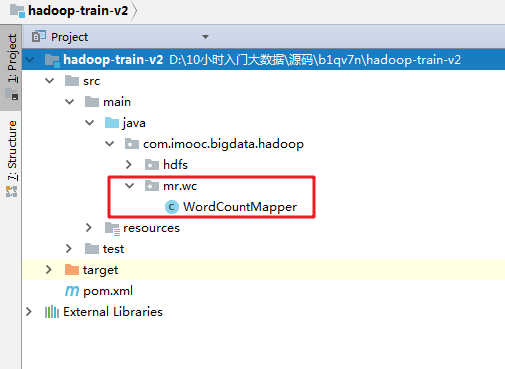 hadoop-train-v2
1: Project
Project
hadoop-train-v2 D:\10小时入门大数据\源码\b1qv7n\hadoop-train-v2
src
main
java
com.imooc.bigdata.hadoop
hdfs
mr.wc
C WordCountMapper
resources
test
target
m pom.xml
External Libraries
7: Structure